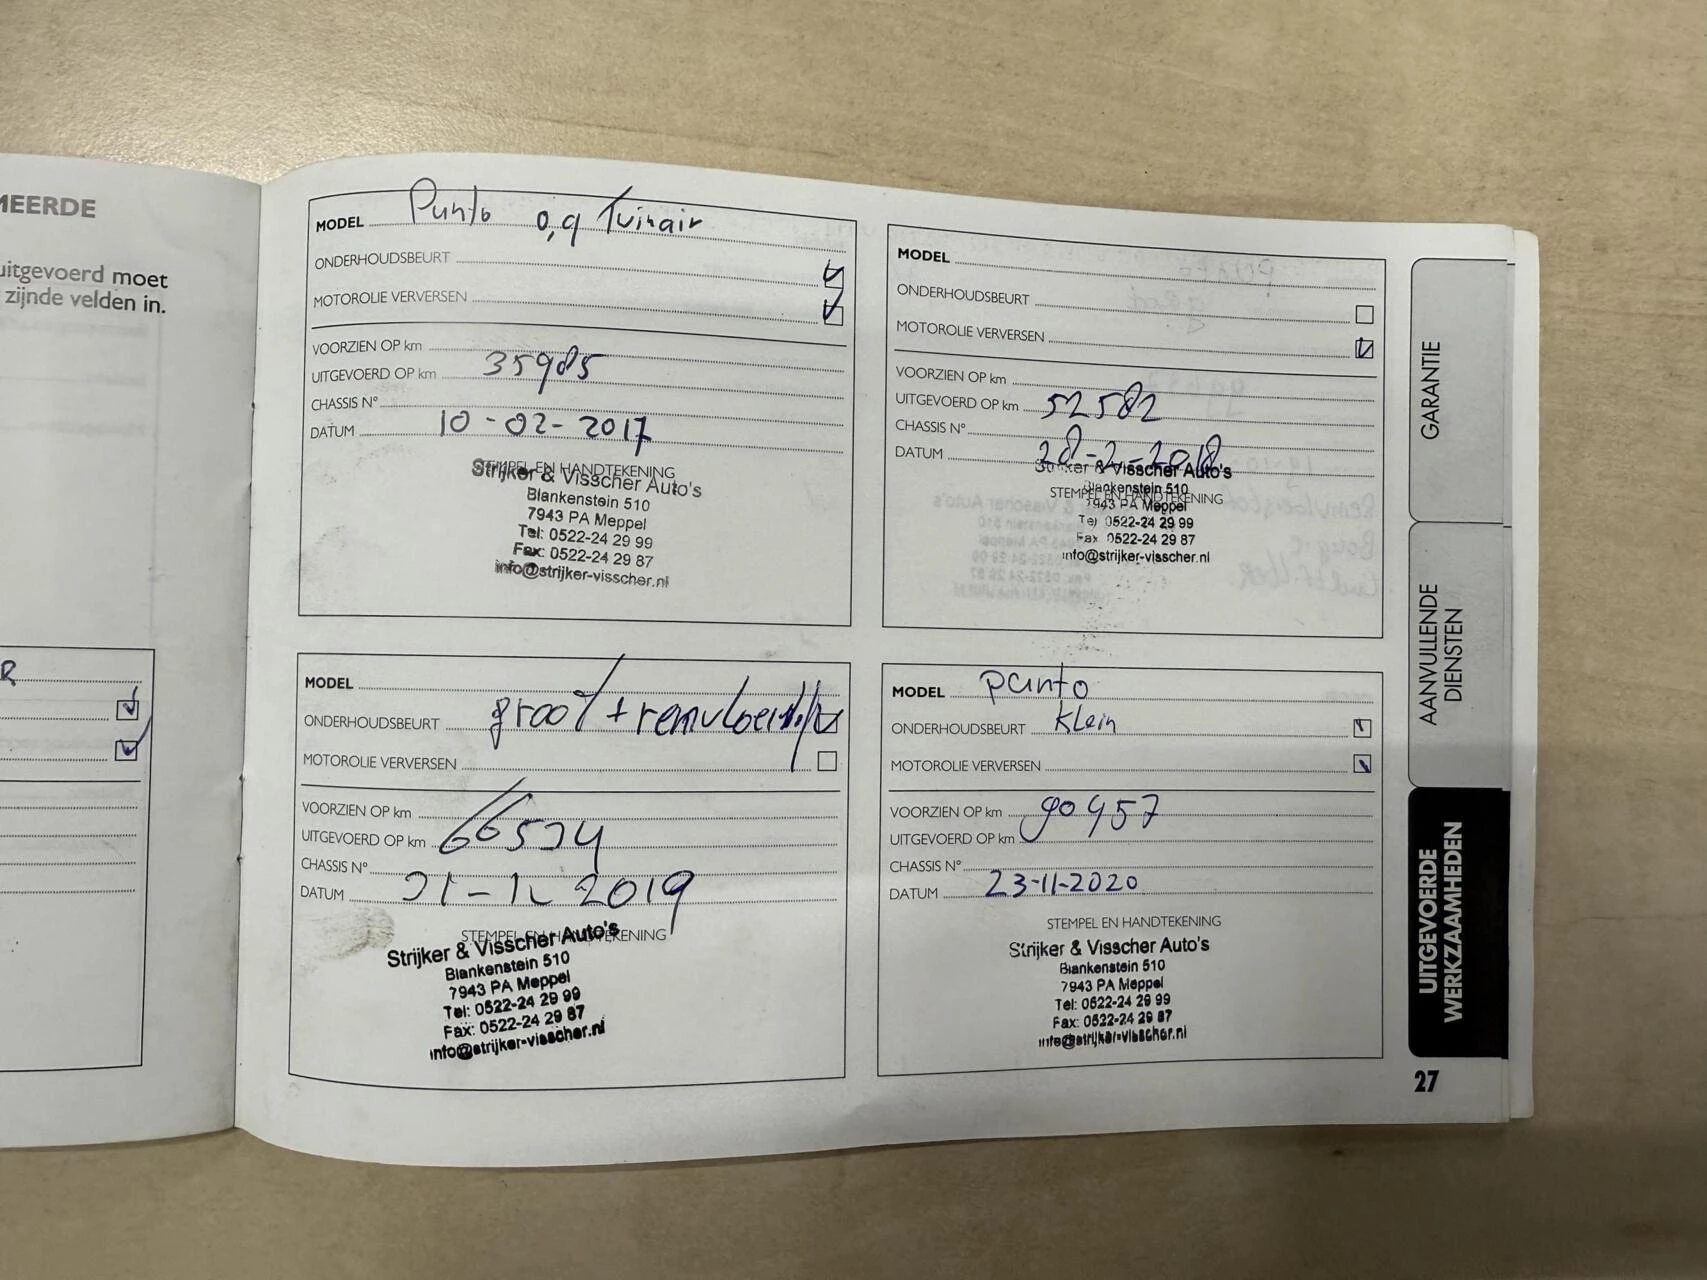 MEERDE
uitgevoerd moet
zijnde velden in.
R
MODEL Punto 0,9 Twinair
ONDERHOUDSBEURT
MOTOROLIE VERVERSEN
VOORZIEN OP km
UITGEVOERD OP km 35985
CHASSIS N°
DATUM 10-02-2017
STEMPEL EN HANDTEKENING
Strijker & Visscher Auto's
Blankenstein 510
7943 PA Meppel
Tel: 0522-24 29 99
Fax: 0522-24 29 87
info@strijker-visscher.nl
MODEL
ONDERHOUDSBEURT
MOTOROLIE VERVERSEN
VOORZIEN OP km
UITGEVOERD OP km 52582
CHASSIS N°
DATUM 28-2-2018
Strijker & Visscher Auto's
STEMPEL EN HANDTEKENING
Blankenstein 510
7943 PA Meppel
Tel 0522-24 29 99
Fax 0522-24 29 87
info@strijker-visscher.nl
MODEL
ONDERHOUDSBEURT groot + remvloeistof
MOTOROLIE VERVERSEN
VOORZIEN OP km
UITGEVOERD OP km
CHASSIS N°
DATUM 2019
STEMPEL EN HANDTEKENING
Strijker & Visscher Auto's
Blankenstein 510
7943 PA Meppel
Tel: 0522-24 29 99
Fax: 0522-24 29 87
info@strijker-visscher.nl
MODEL punto
ONDERHOUDSBEURT klein
MOTOROLIE VERVERSEN
VOORZIEN OP km 90457
UITGEVOERD OP km
CHASSIS N°
DATUM 23-11-2020
STEMPEL EN HANDTEKENING
Strijker & Visscher Auto's
Blankenstein 510
7943 PA Meppel
Tel: 0522-24 29 99
Fax: 0522-24 29 87
info@strijker-visscher.nl
GARANTIE
AANVULLENDE
DIENSTEN
UITGEVOERDE
WERKZAAMHEDEN
27